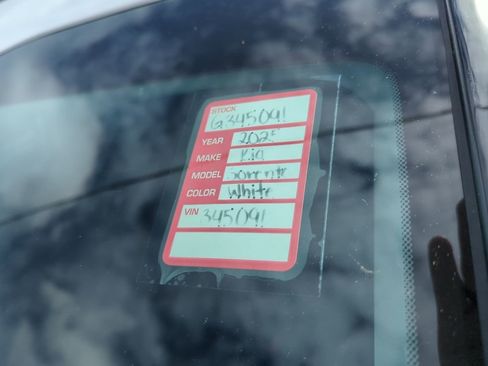 STOCK
G345091
YEAR 2025
MAKE Kia
MODEL Sorento
COLOR White
VIN 345091